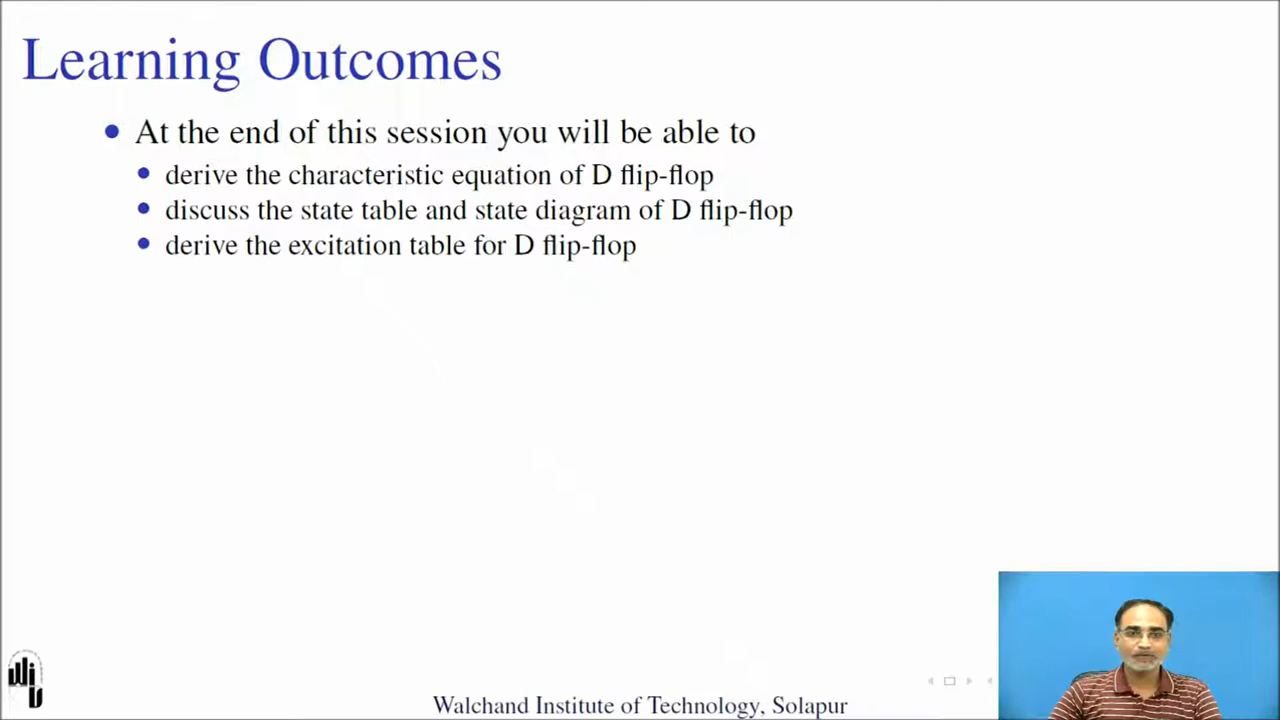 Learning Outcomes
At the end of this session you will be able to
derive the characteristic equation of D flip-flop
discuss the state table and state diagram of D flip-flop
derive the excitation table for D flip-flop
Walchand Institute of Technology, Solapur